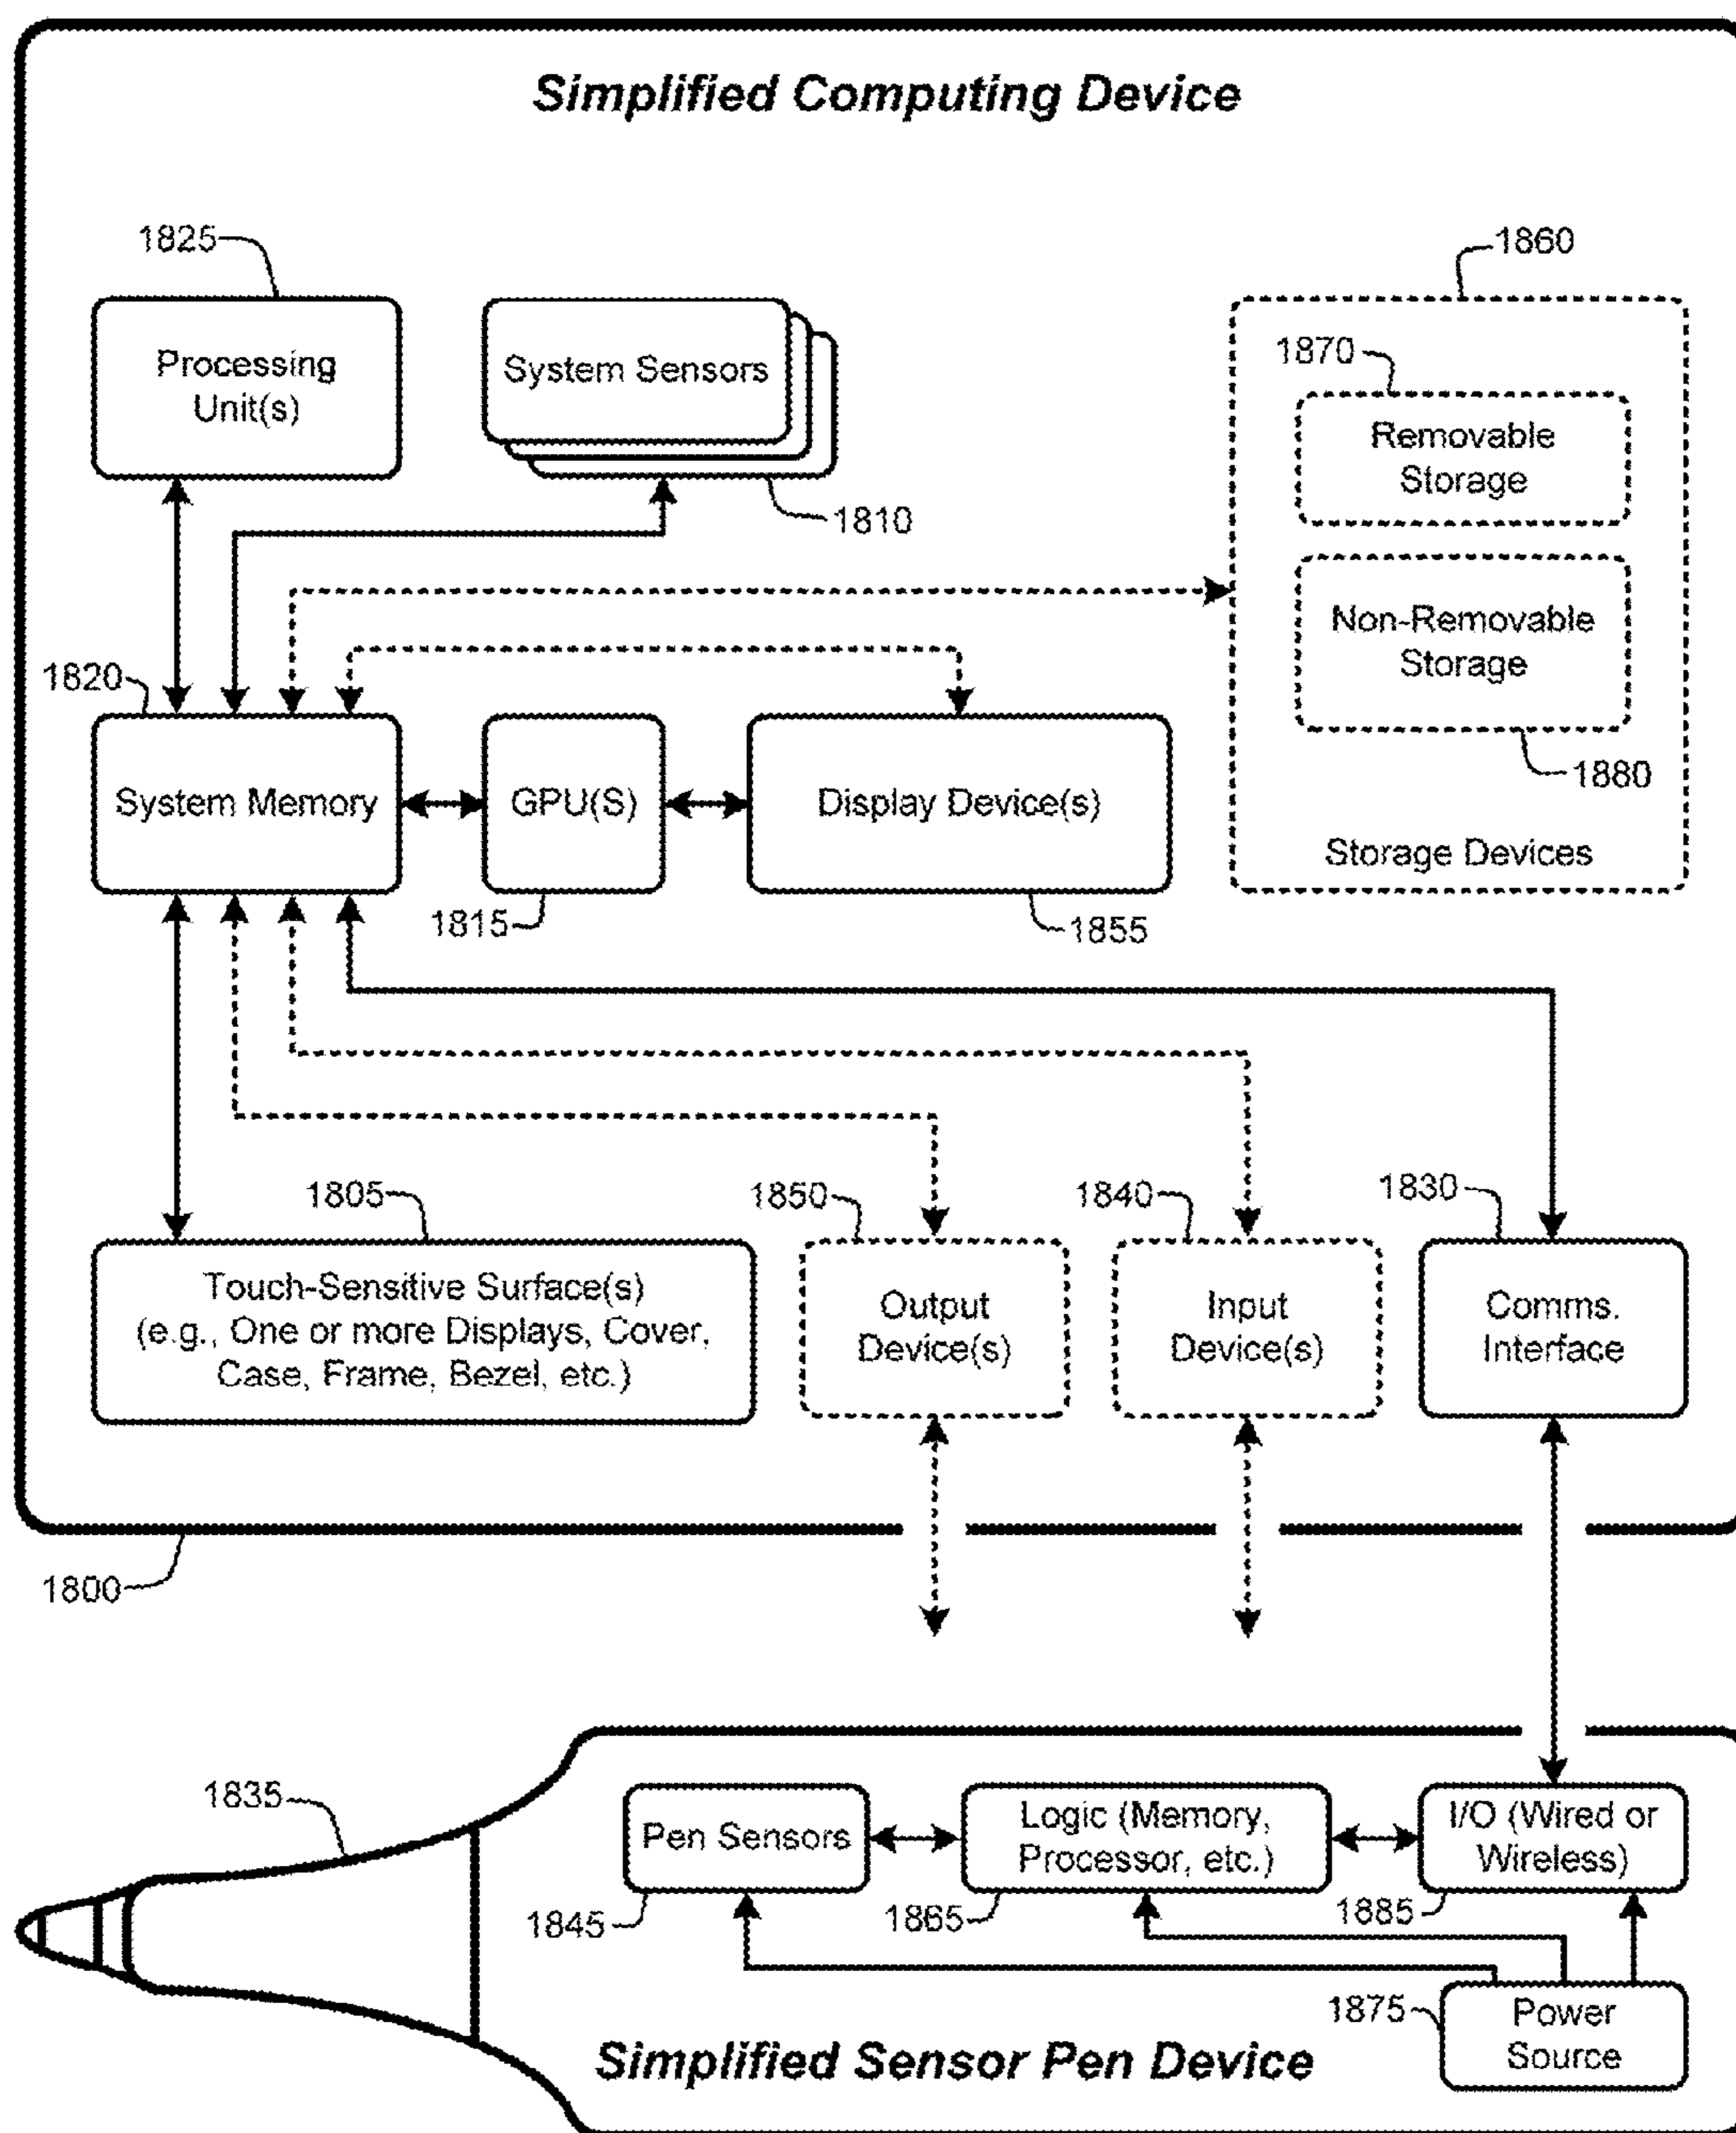 Simplified Computing Device
1825
1860
Processing
Unit(s)
System Sensors
1870
Removable
Storage
1810
Non-Removable
Storage
1820
1880
System Memory
GPU(S)
Display Device(s)
Storage Devices
1815
1855
1805
1850
1840
1830
Touch-Sensitive Surface(s)
(e.g., One or more Displays, Cover,
Case, Frame, Bezel, etc.)
Output
Device(s)
Input
Device(s)
Comms.
Interface
1800
1835
Pen Sensors
Logic (Memory,
Processor, etc.)
I/O (Wired or
Wireless)
1845
1865
1885
1875
Power
Source
Simplified Sensor Pen Device